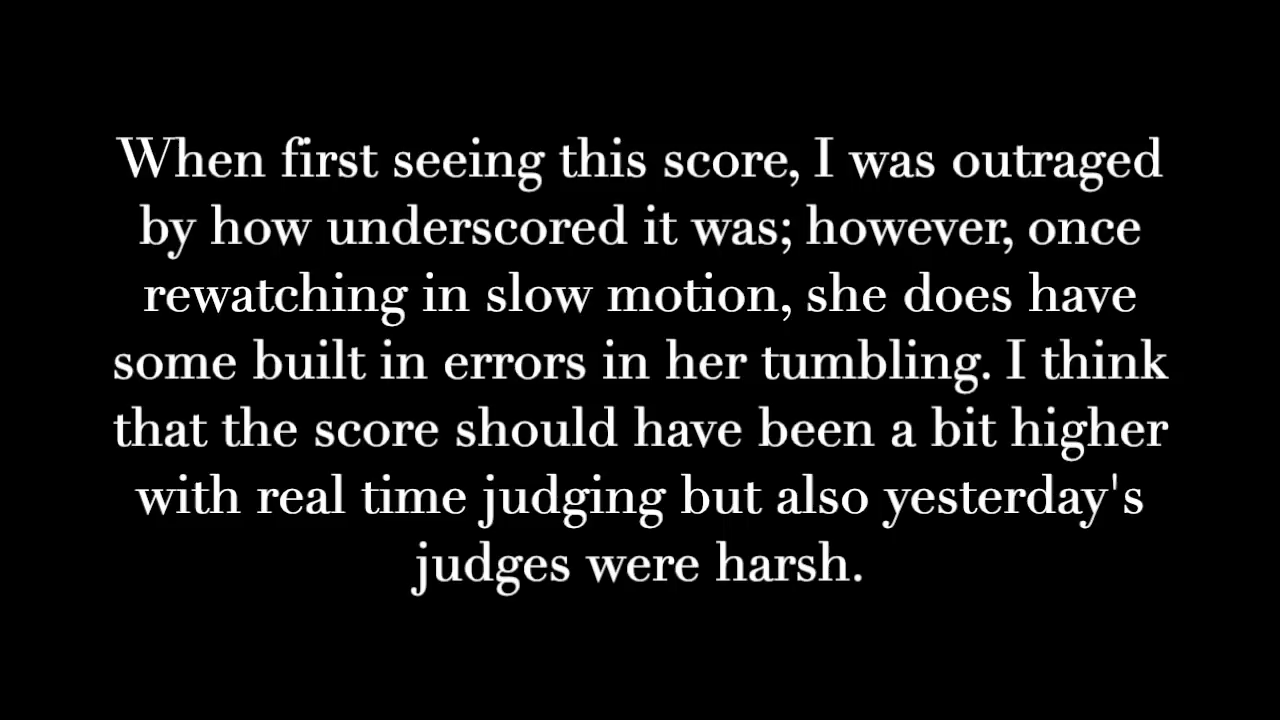 When first seeing this score, I was outraged
by how underscored it was; however, once
rewatching in slow motion, she does have
some built in errors in her tumbling. I think
that the score should have been a bit higher
with real time judging but also yesterday's
judges were harsh.